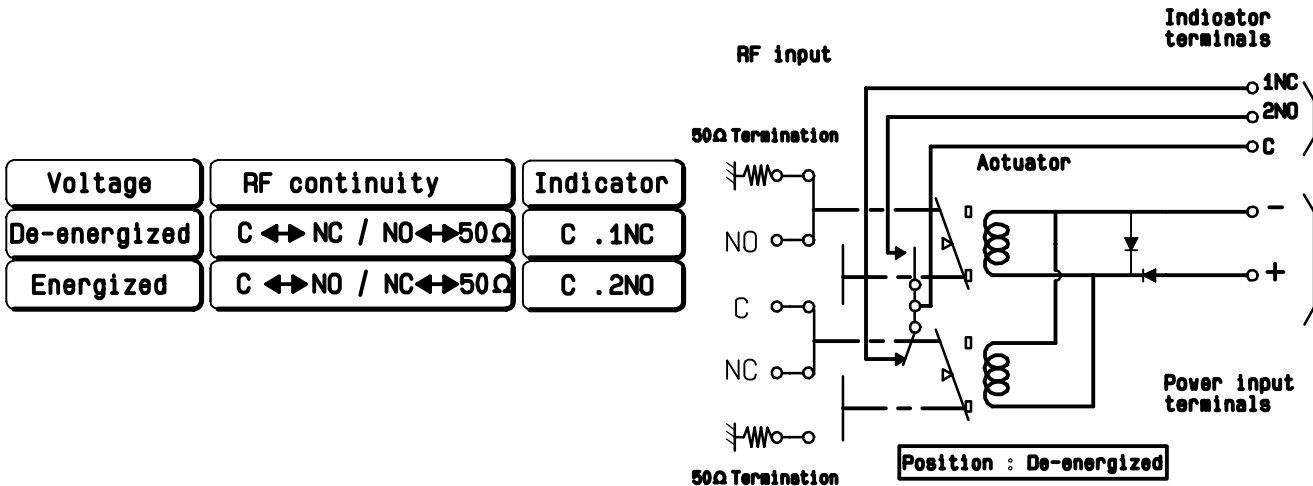 Voltage RF continuity Indicator
De-energized C ◄►NC / NO◄►50Ω C .1NC
Energized C ◄►NO / NC◄►50Ω C .2NO
RF input
Indicator
terminals
1NC
2NO
C
50Ω Termination
Actuator
NO
C
NC
50Ω Termination
−
+
Power input
terminals
Position : De-energized